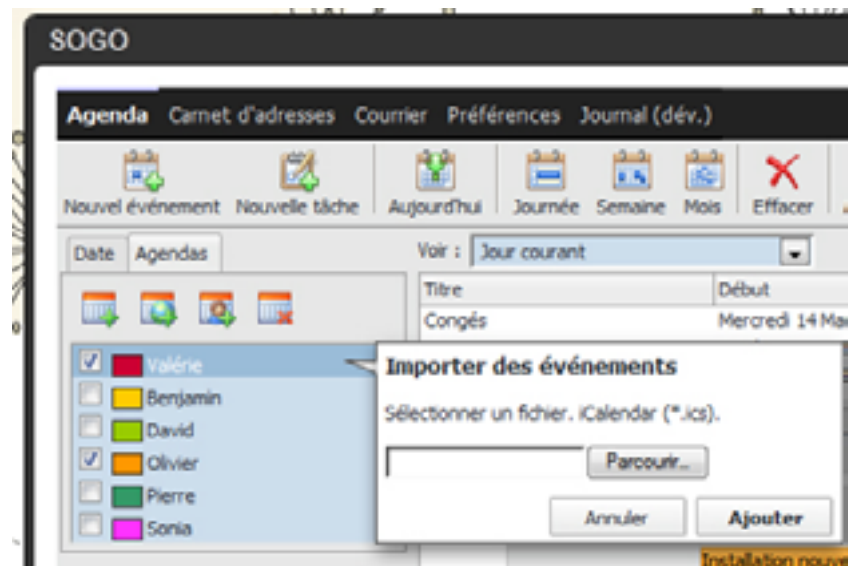 SOGO
Agenda Carnet d'adresses Courrier Préférences Journal (dév.)
Nouvel événement Nouvelle tâche Aujourd'hui Journée Semaine Mois Effacer
Date Agendas Voir : Jour courant
Titre Début
Congés Mercredi 14
Valérie
Benjamin
David
Olivier
Pierre
Sonia
Importer des événements
Sélectionner un fichier. iCalendar (*.ics).
Parcourir...
Annuler Ajouter
Installation